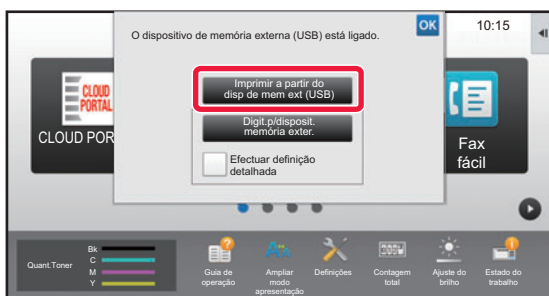 O dispositivo de memória externa (USB) está ligado.
OK
10:15
Imprimir a partir do
disp de mem ext (USB)
Digit.p/disposit.
memória exter.
Efectuar definição
detalhada
CLOUD
PORTAL
CLOUD POR
Fax
fácil
Quant.Toner
Bk
C
M
Y
Guia de
operação
Ampliar
modo
apresentação
Definições
Contagem
total
Ajuste do
brilho
Estado do
trabalho